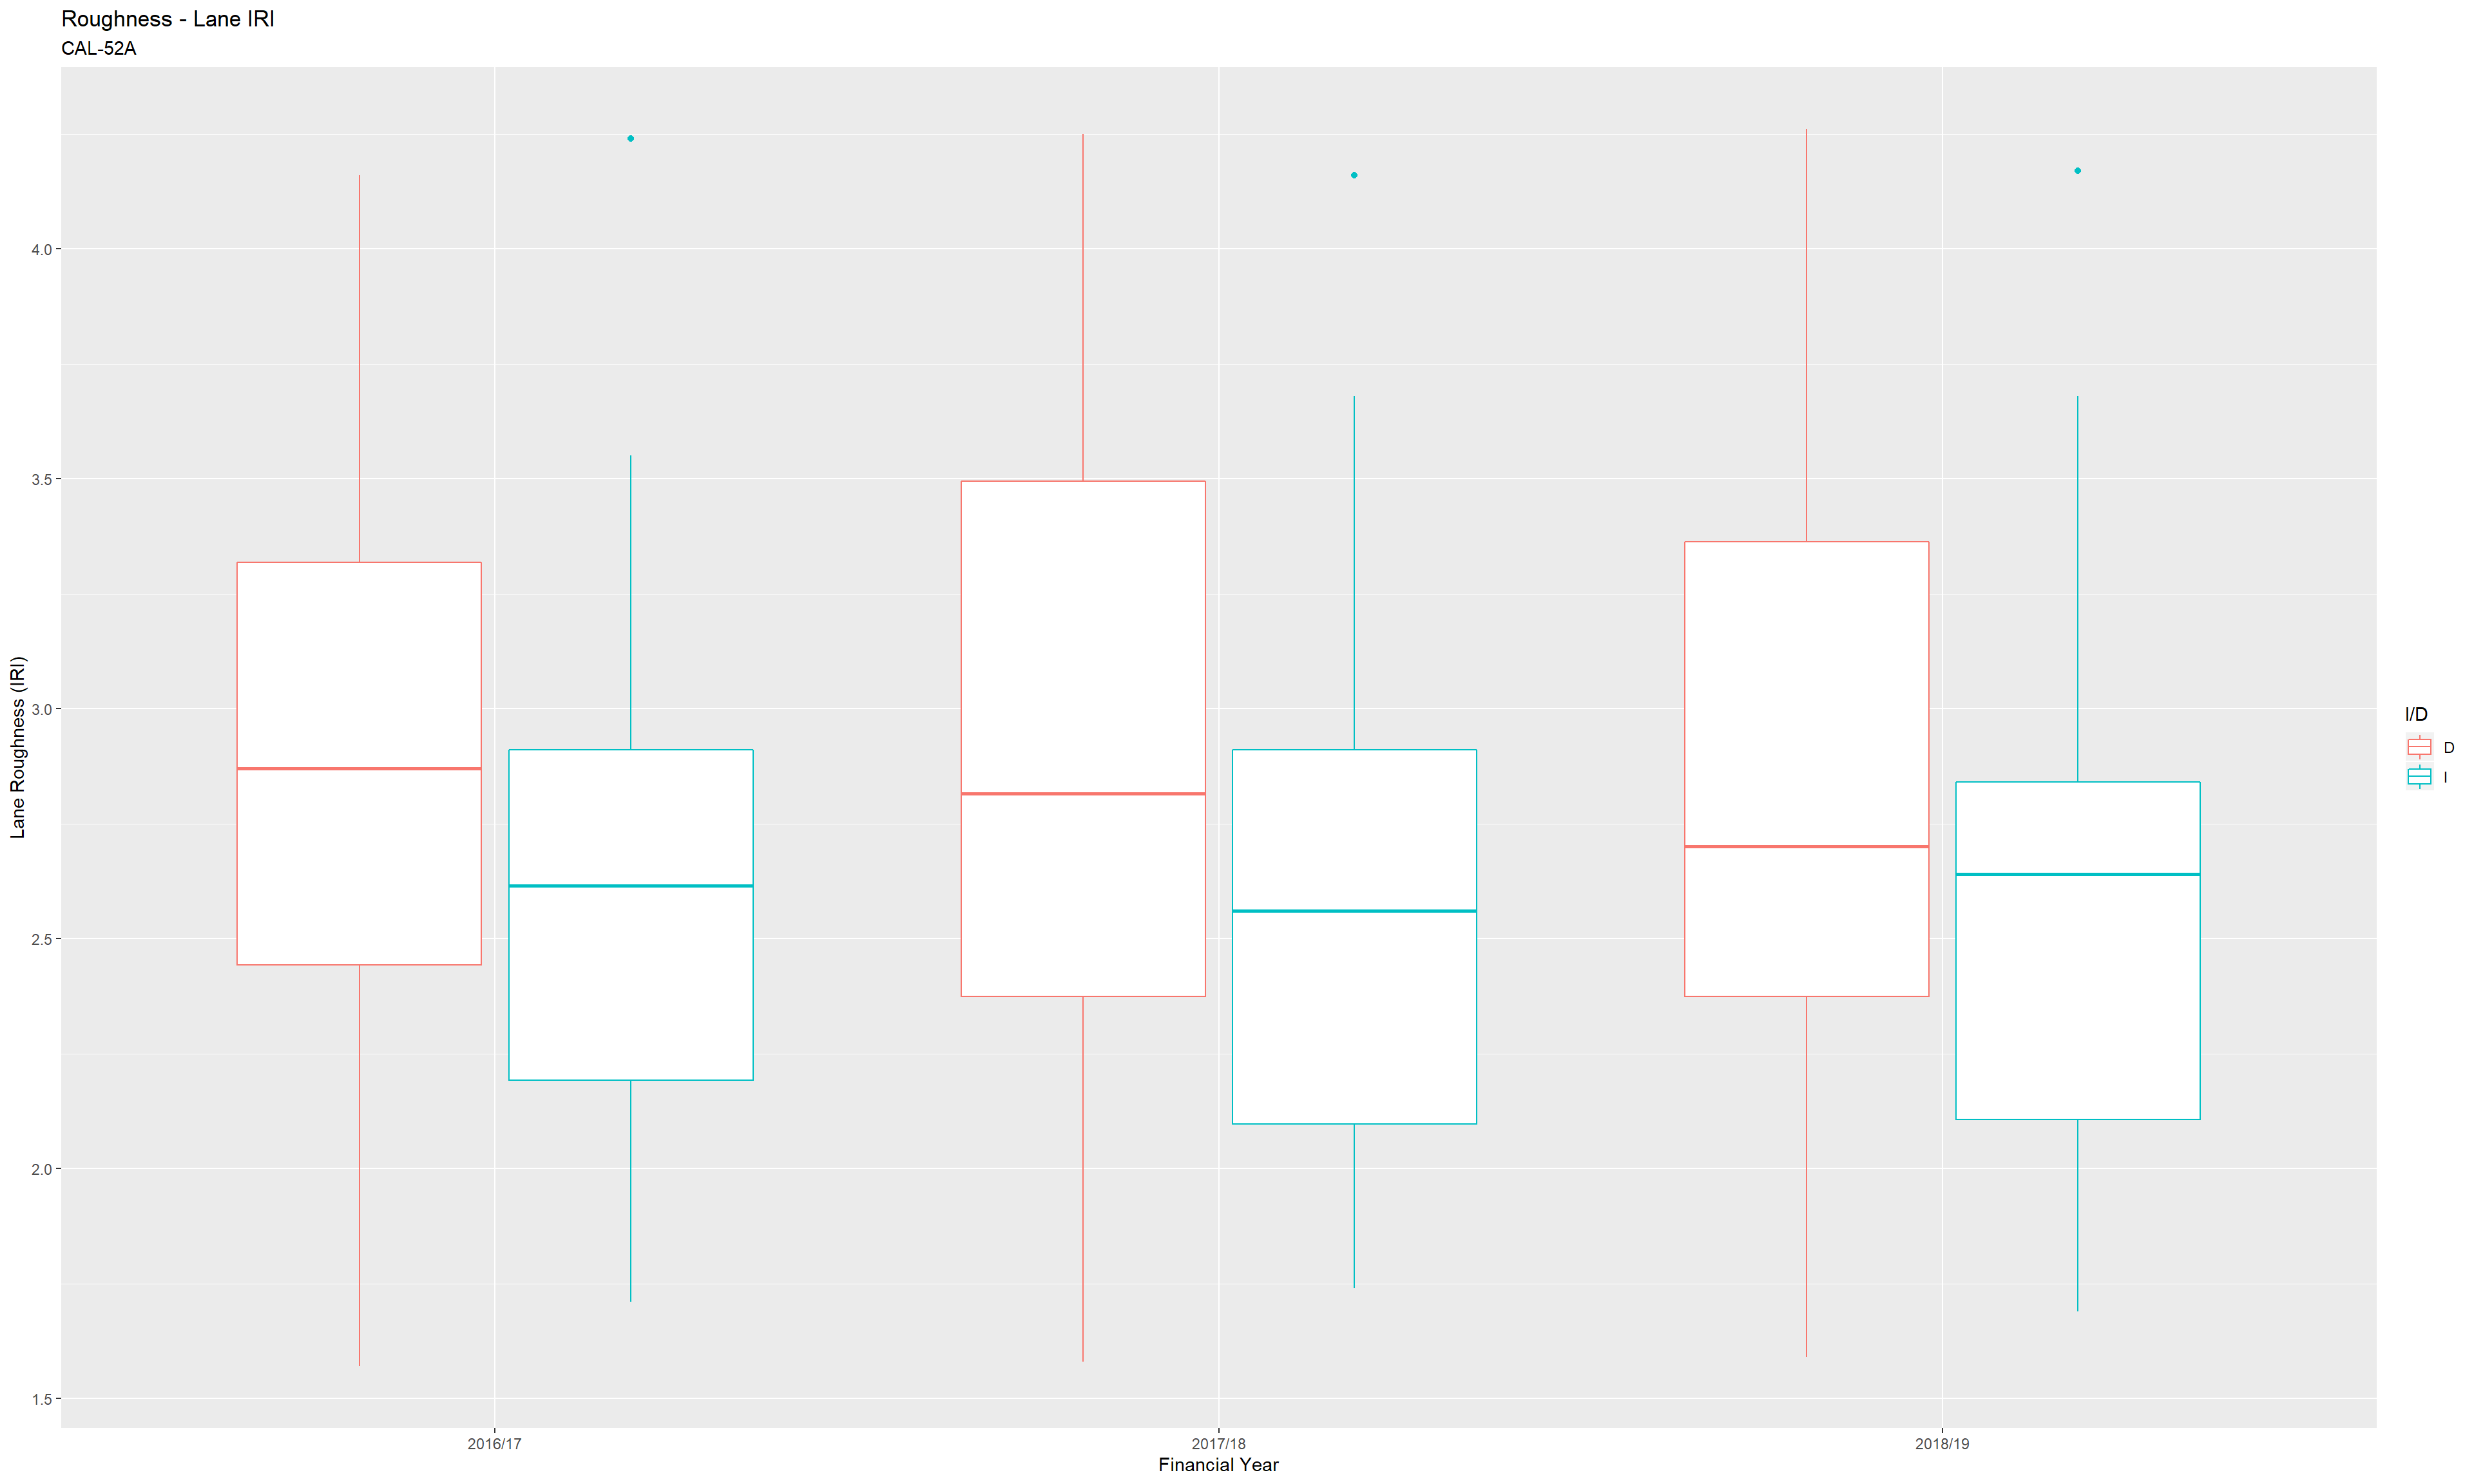 Roughness - Lane IRI
CAL-52A
Lane Roughness (IRI)
4.0
3.5
3.0
2.5
2.0
1.5
2016/17
2017/18
2018/19
Financial Year
I/D
D
I